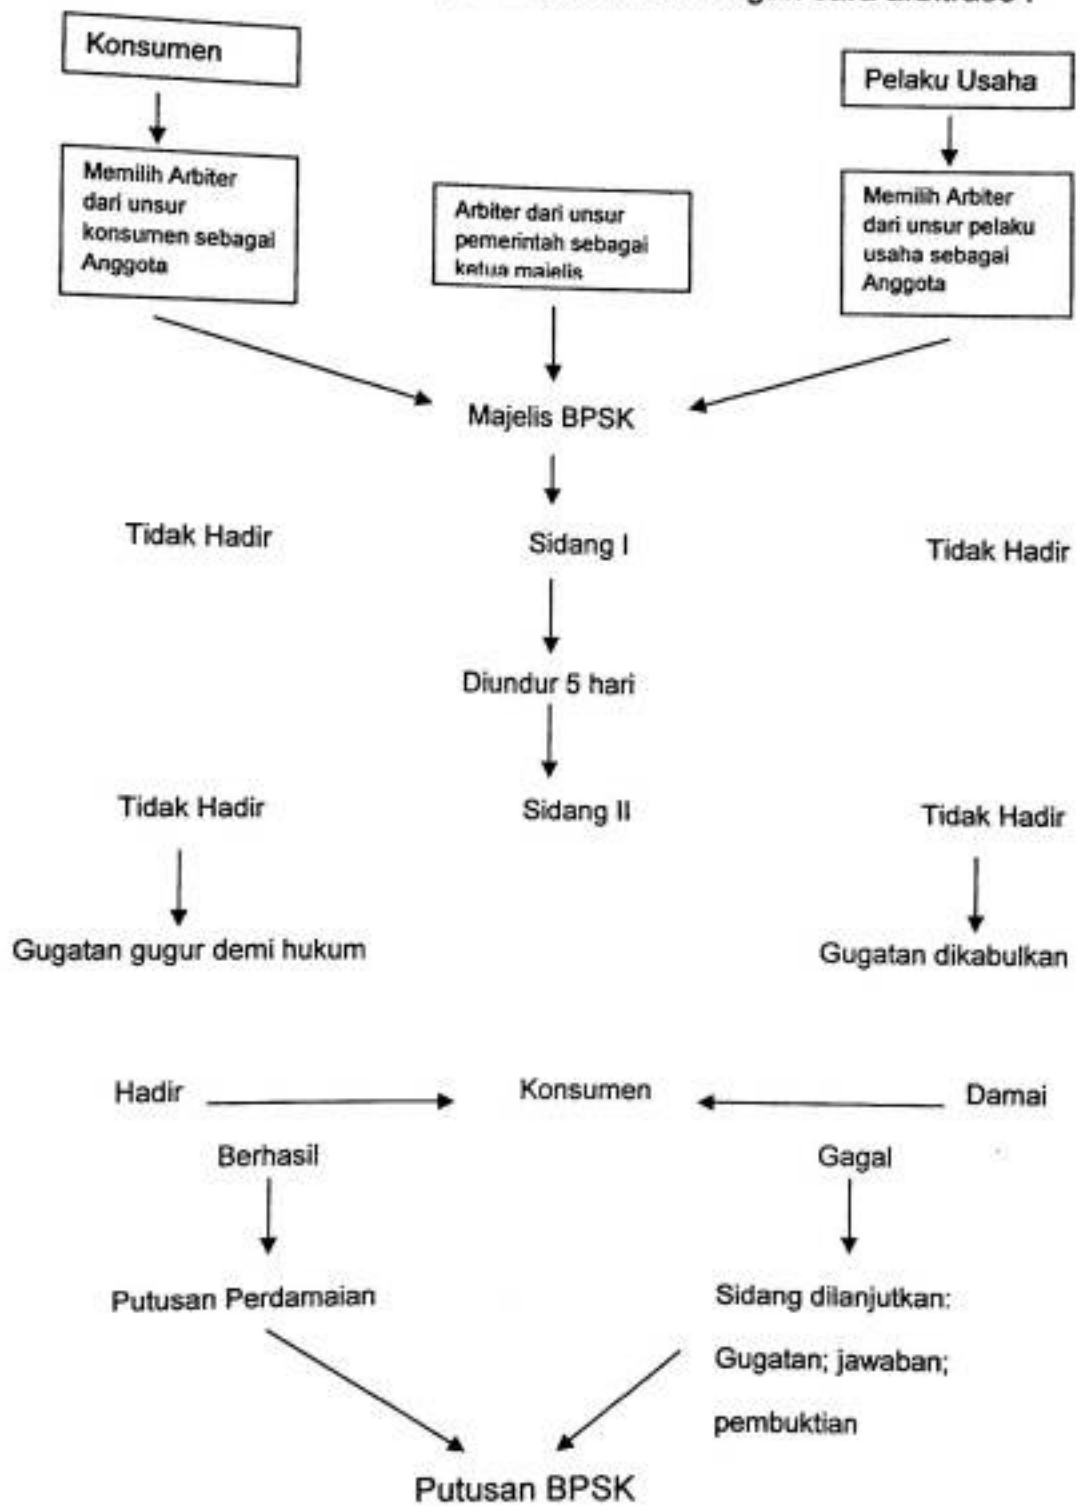 cara
Konsumen
Pelaku Usaha
Memilih Arbiter
dari unsur
konsumen sebagai
Anggota
Arbiter dari unsur
pemerintah sebagai
ketua majelis
Memilih Arbiter
dari unsur pelaku
usaha sebagai
Anggota
Majelis BPSK
Tidak Hadir
Sidang I
Tidak Hadir
Diundur 5 hari
Tidak Hadir
Sidang II
Tidak Hadir
Gugatan gugur demi hukum
Gugatan dikabulkan
Hadir
Konsumen
Damai
Berhasil
Gagal
Putusan Perdamaian
Sidang dilanjutkan:
Gugatan; jawaban;
pembuktian
Putusan BPSK